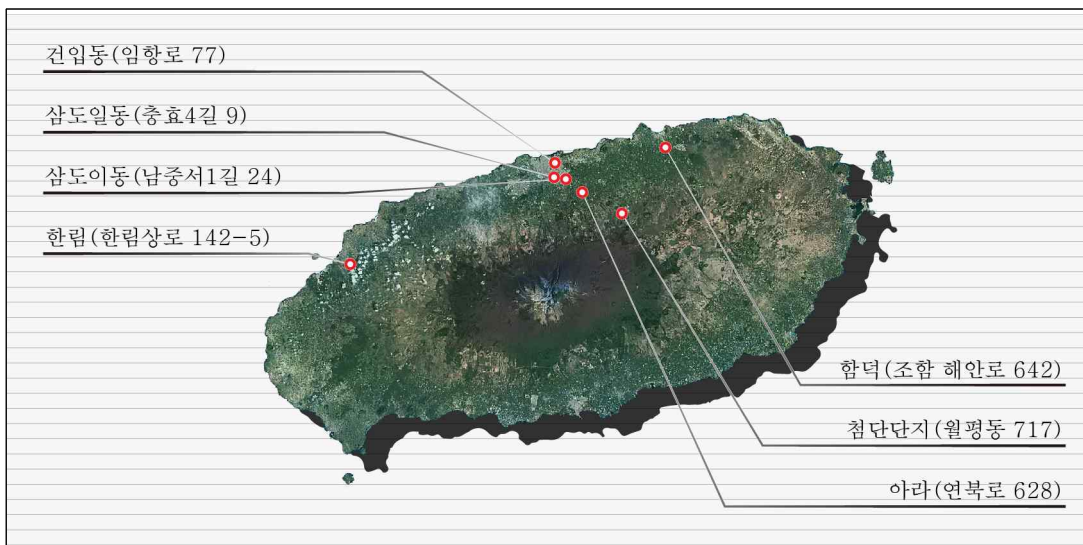 건입동(임항로 77)
삼도일동(충효4길 9)
삼도이동(남중서1길 24)
한림(한림상로 142-5)
함덕(조함 해안로 642)
첨단단지(월평동 717)
아라(연북로 628)